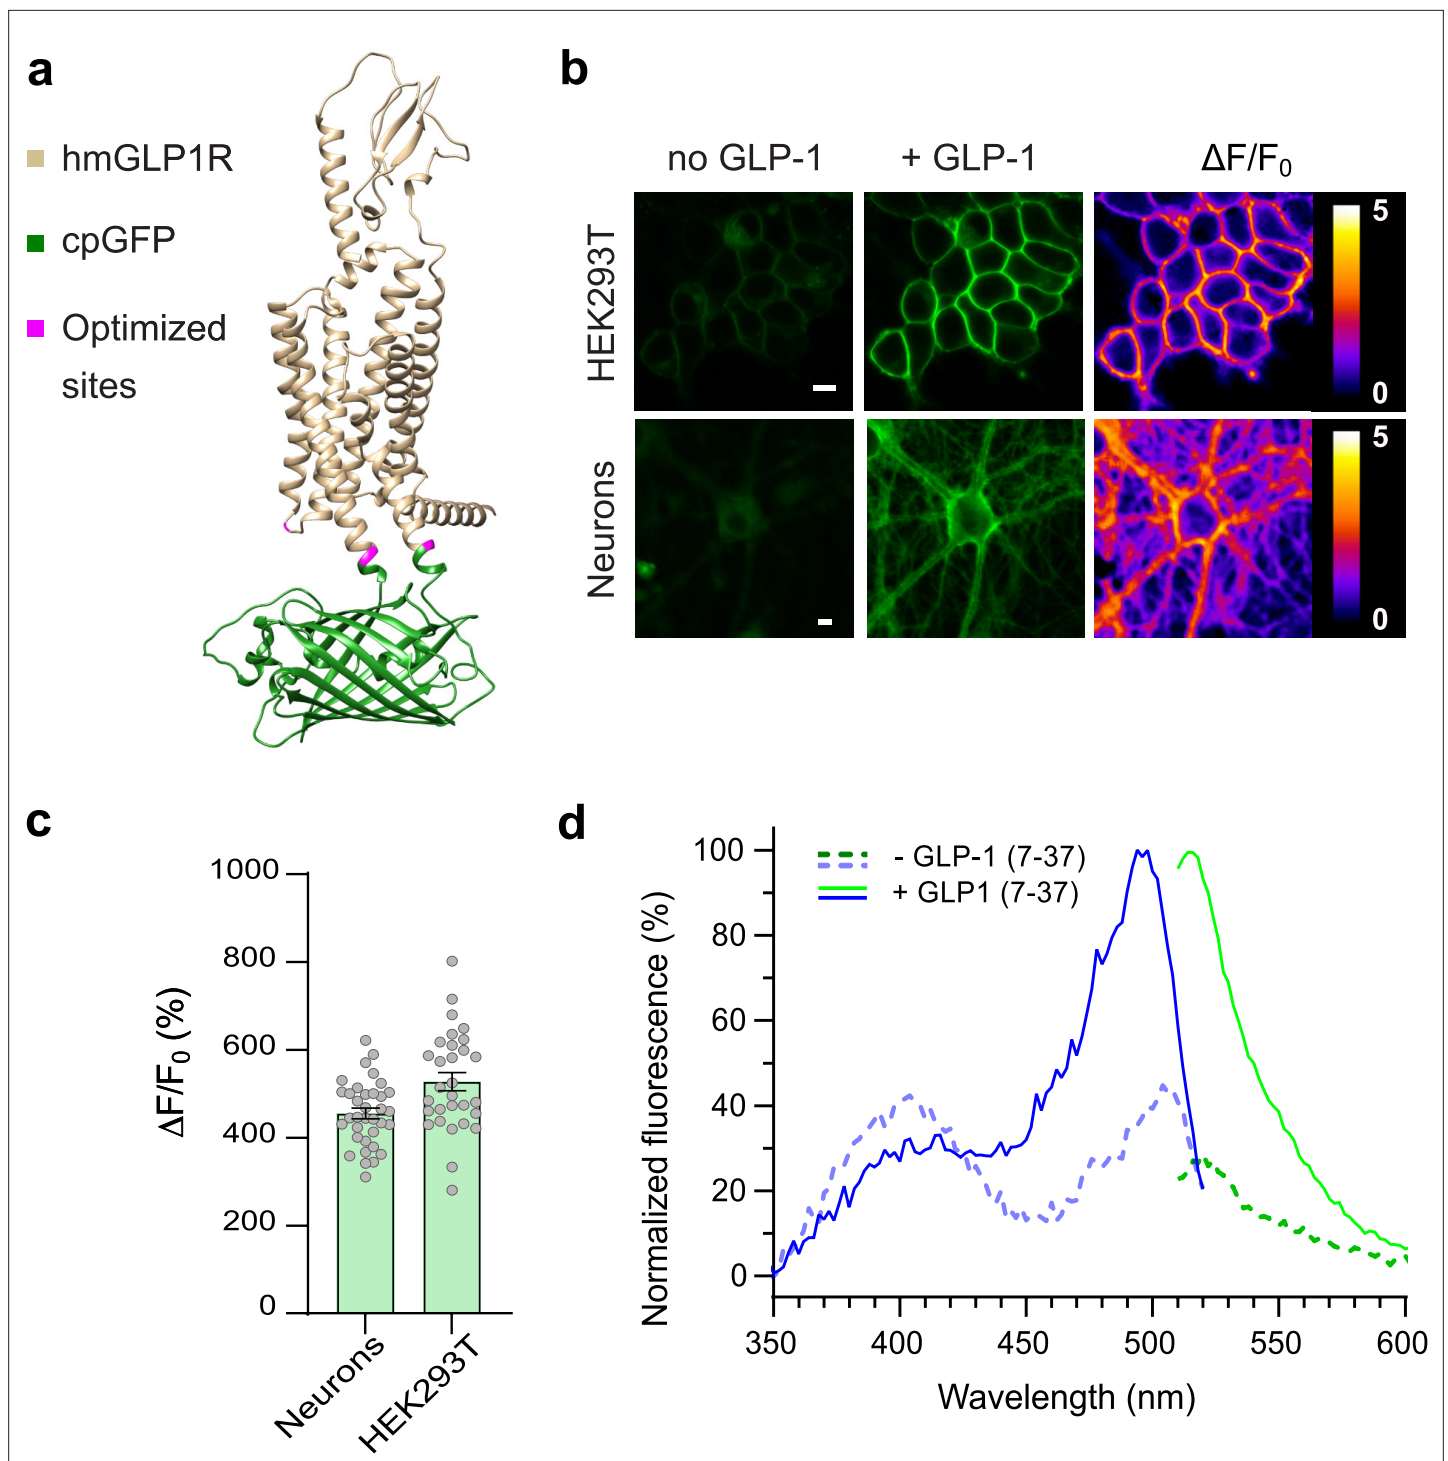 a
hmGLP1R
cpGFP
Optimized
sites
b
no GLP-1
+ GLP-1
ΔF/F0
HEK293T
5
0
Neurons
5
0
c
ΔF/F0 (%)
1000
800
600
400
200
0
Neurons
HEK293T
d
Normalized fluorescence (%)
100
80
60
40
20
0
- GLP-1 (7-37)
+ GLP1 (7-37)
350
400
450
500
550
600
Wavelength (nm)